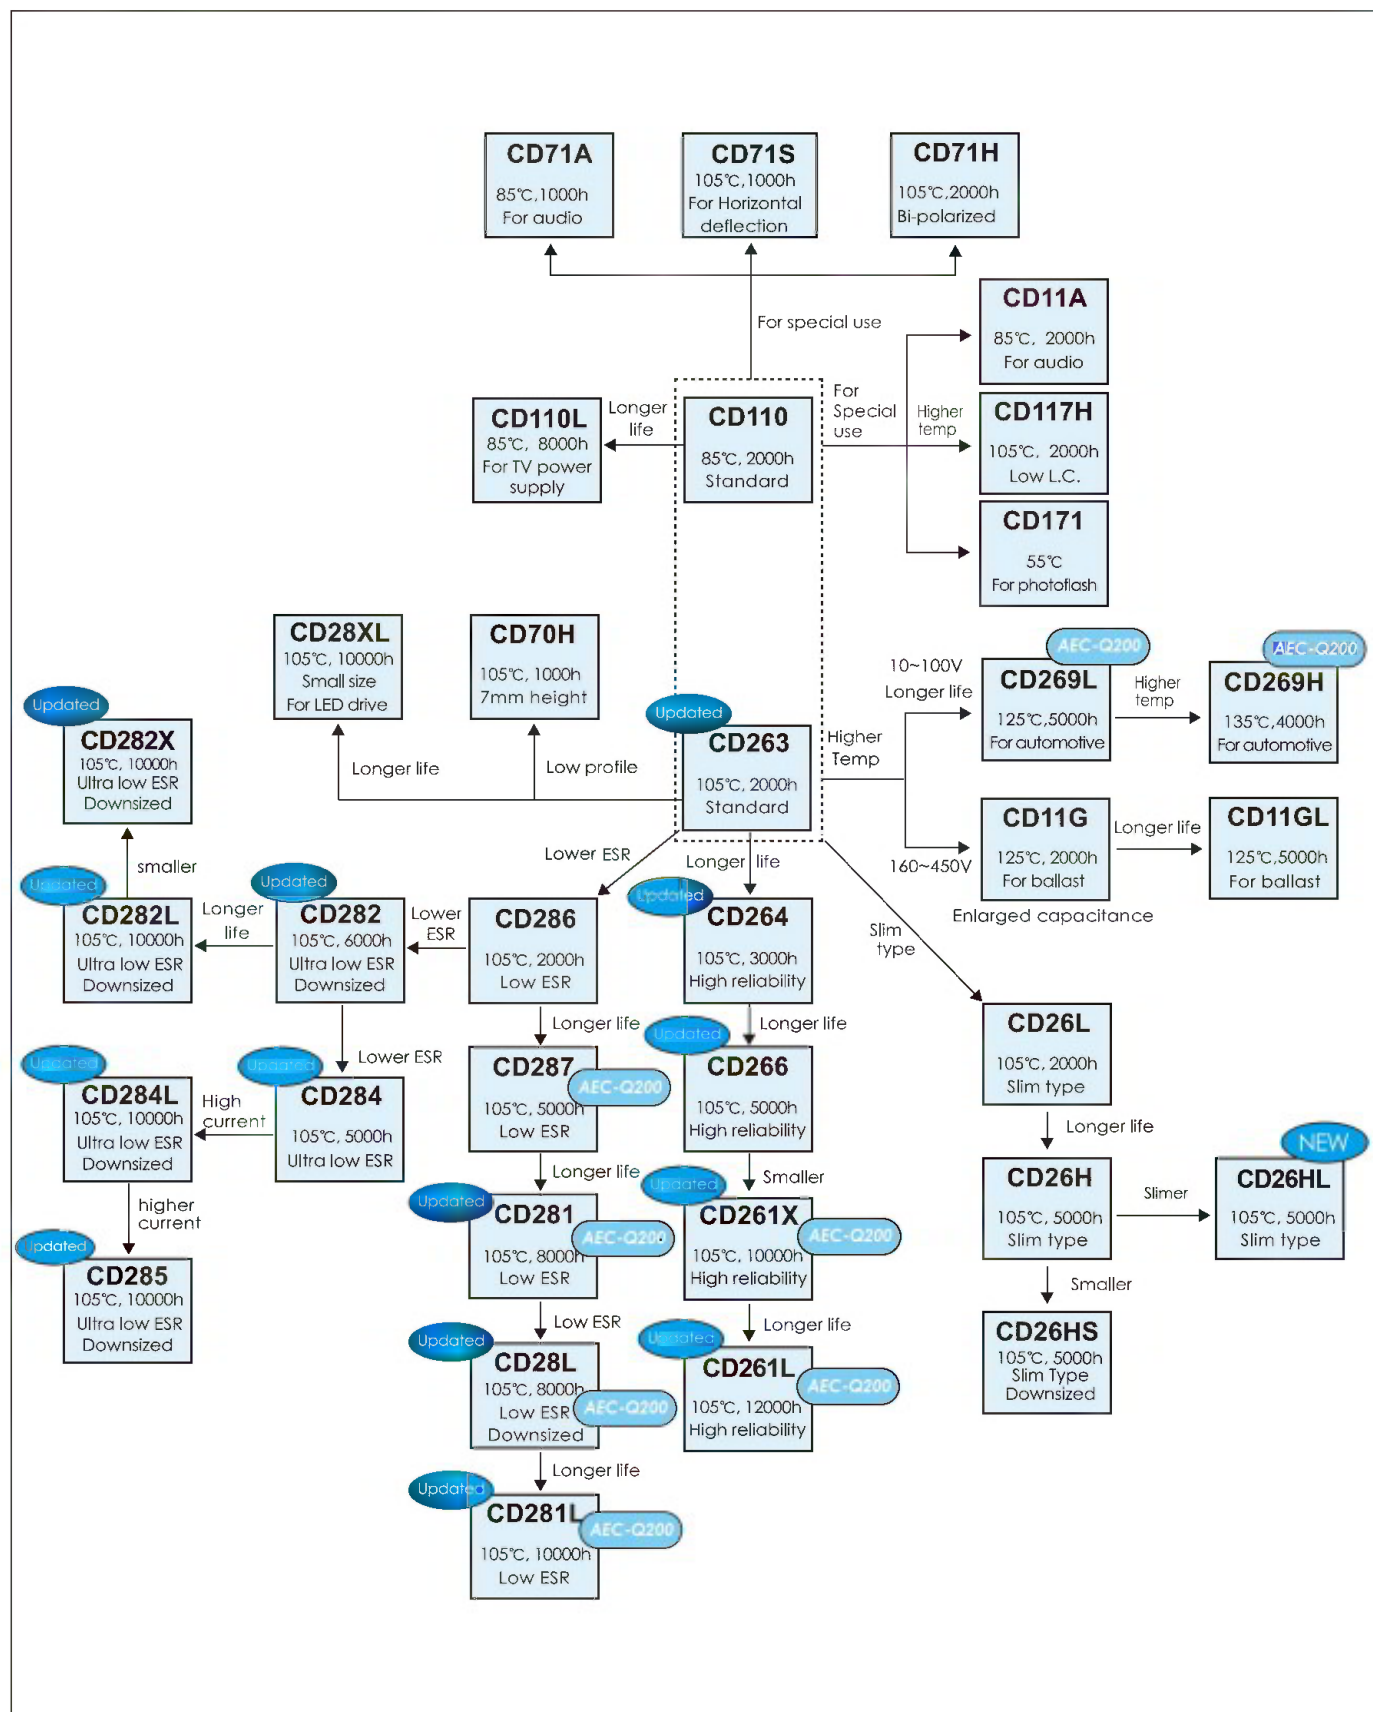 CD71A
85℃,1000h
For audio
CD71S
105℃,1000h
For Horizontal
deflection
CD71H
105℃,2000h
Bi-polarized
For special use
CD11A
85℃, 2000h
For audio
CD110L
85℃, 8000h
For TV power
supply
Longer
life
CD110
85℃, 2000h
Standard
For
Special
use
Higher
temp
CD117H
105℃, 2000h
Low L.C.
CD171
55℃
For photoflash
CD28XL
105℃, 10000h
Small size
For LED drive
CD70H
105℃, 1000h
7mm height
Updated
CD263
105℃, 2000h
Standard
Higher
Temp
10~100V
Longer life
AEC-Q200
CD269L
125℃,5000h
For automotive
Higher
temp
AEC-Q200
CD269H
135℃,4000h
For automotive
Updated
CD282X
105℃, 10000h
Ultra low ESR
Downsized
Longer life
Low profile
160~450V
CD11G
125℃, 2000h
For ballast
Enlarged capacitance
Longer life
CD11GL
125℃,5000h
For ballast
smaller
Lower ESR
Longer life
Slim
type
Updated
CD282L
105℃, 10000h
Ultra low ESR
Downsized
Longer
life
Updated
CD282
105℃, 6000h
Ultra low ESR
Downsized
Lower
ESR
CD286
105℃, 2000h
Low ESR
Updated
CD264
105℃, 3000h
High reliability
Longer life
Longer life
CD26L
105℃, 2000h
Slim type
Lower ESR
Updated
CD284L
105℃, 10000h
Ultra low ESR
Downsized
High
current
Updated
CD284
105℃, 5000h
Ultra low ESR
CD287
105℃, 5000h
Low ESR
AEC-Q200
Updated
CD266
105℃, 5000h
High reliability
Longer life
higher
current
Longer life
Smaller
CD26H
105℃, 5000h
Slim type
Slimer
NEW
CD26HL
105℃, 5000h
Slim type
Updated
CD285
105℃, 10000h
Ultra low ESR
Downsized
Updated
CD281
105℃, 8000h
Low ESR
AEC-Q200
Updated
CD261X
105℃, 10000h
High reliability
AEC-Q200
Smaller
Low ESR
Longer life
CD26HS
105℃, 5000h
Slim Type
Downsized
Updated
CD28L
105℃, 8000h
Low ESR
Downsized
AEC-Q200
Updated
CD261L
105℃, 12000h
High reliability
AEC-Q200
Longer life
Updated
CD281L
105℃, 10000h
Low ESR
AEC-Q200